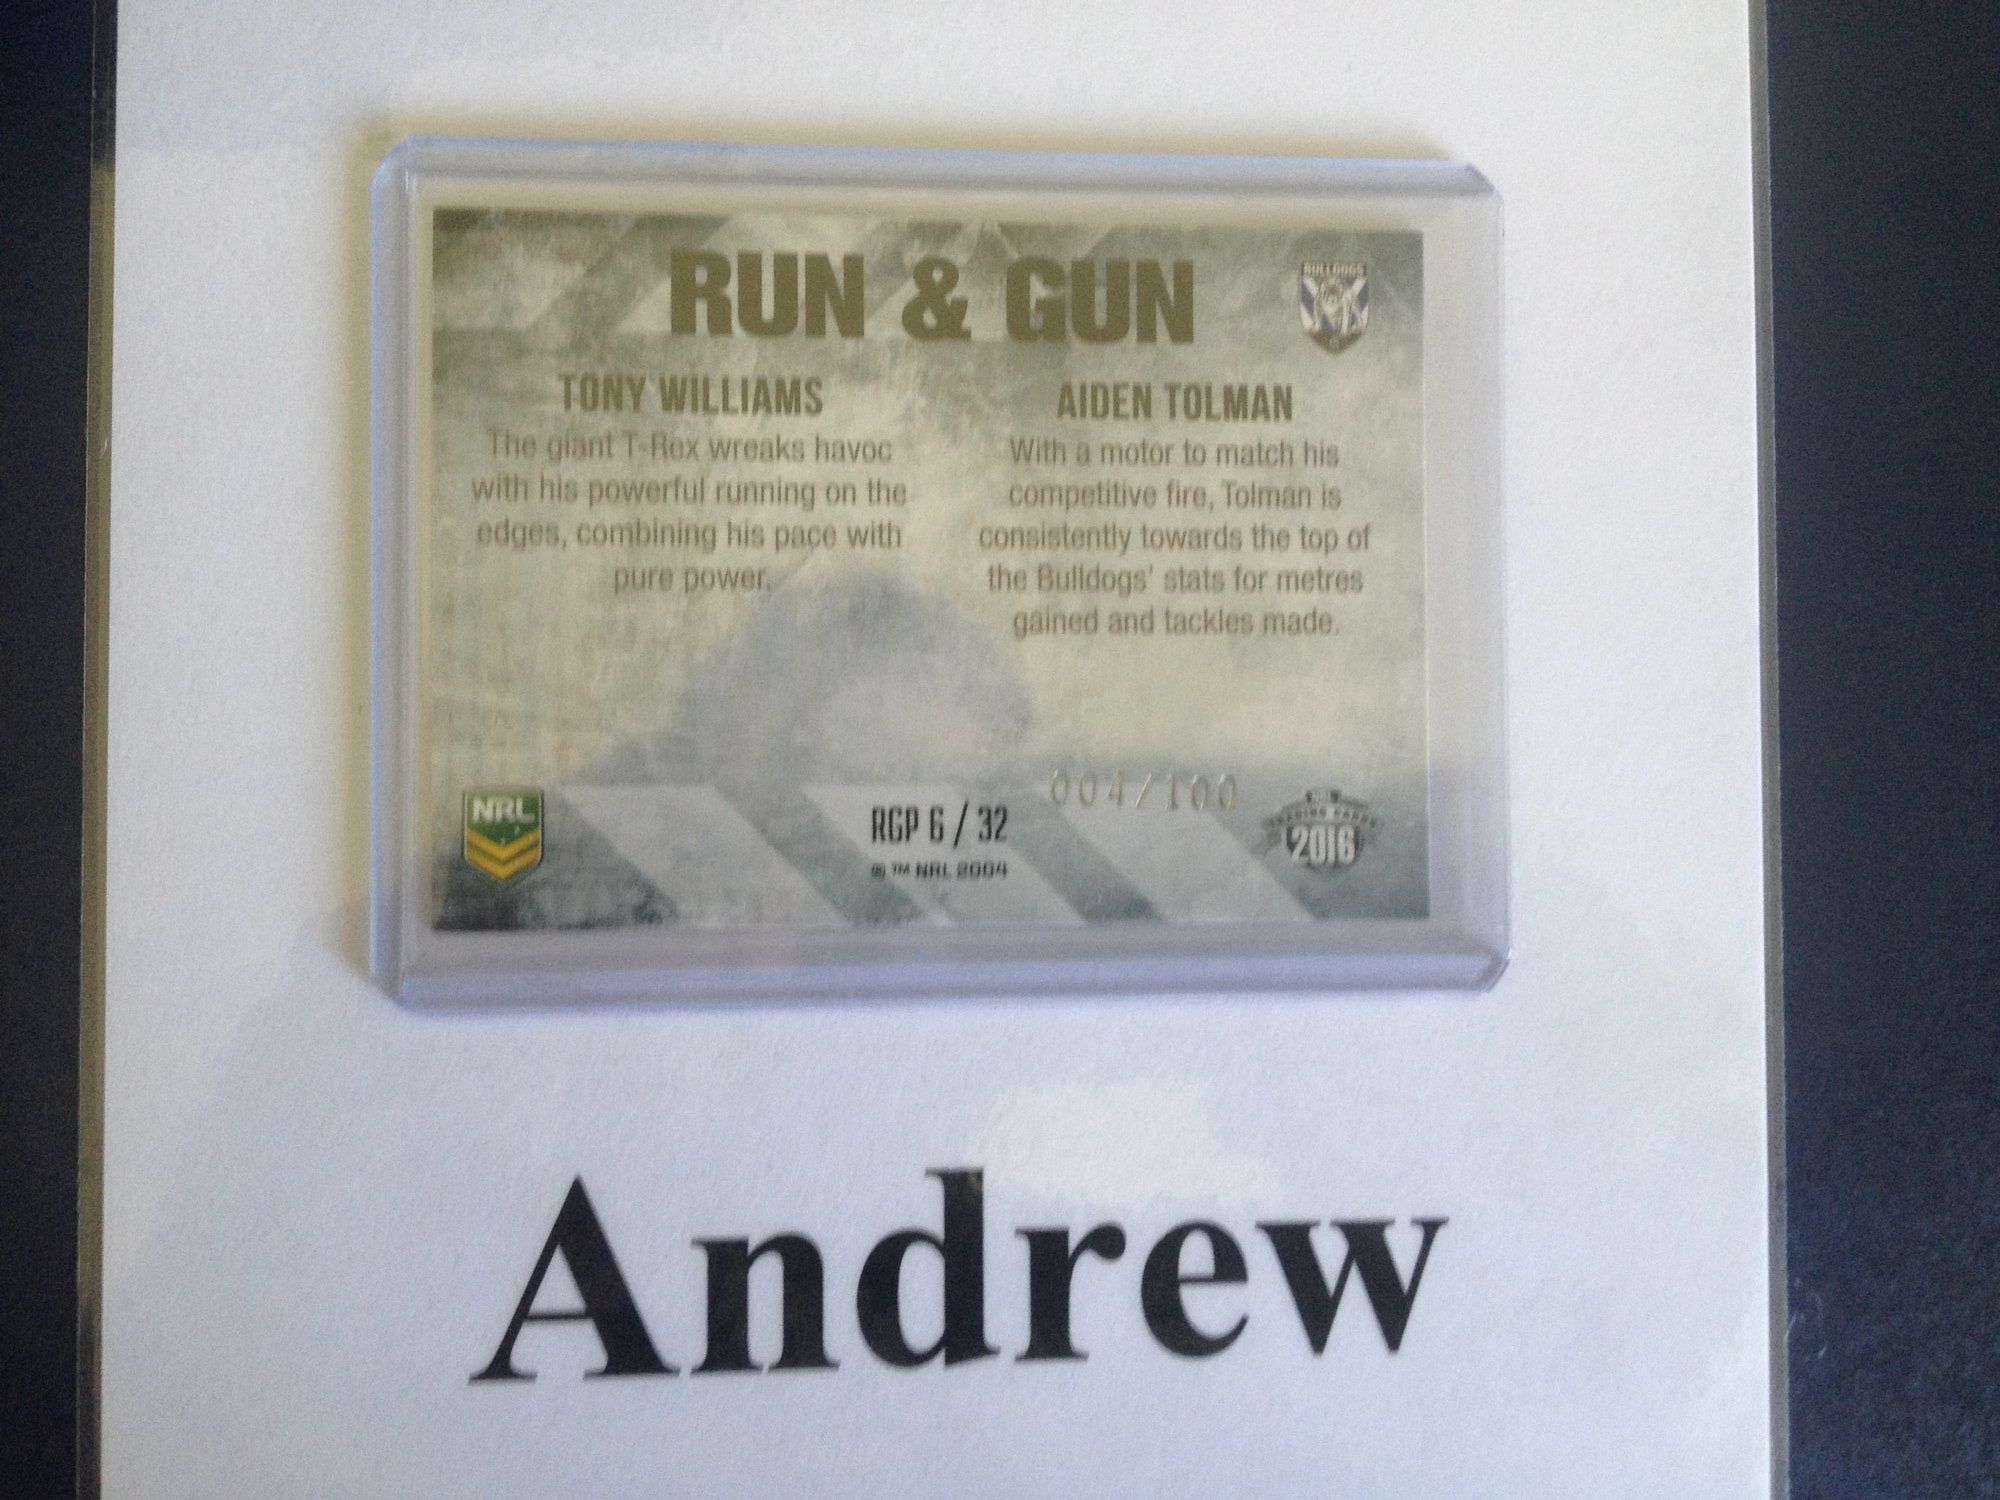 RUN & GUN
BULLDOGS
TONY WILLIAMS
The giant T-Rex wreaks havoc
with his powerful running on the
edges, combining his pace with
pure power.
AIDEN TOLMAN
With a motor to match his
competitive fire, Tolman is
consistently towards the top of
the Bulldogs' stats for metres
gained and tackles made.
NRL
RGP 6 / 32
® ™ NRL 2004
004/100
TRADING CARDS
2016
Andrew